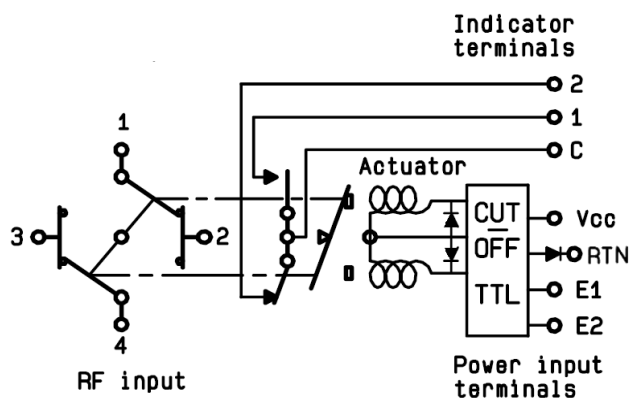 Indicator
terminals
2
1
1
C
Actuator
3
2
CUT
OFF
TTL
Vcc
RTN
E1
E2
4
RF input
Power input
terminals